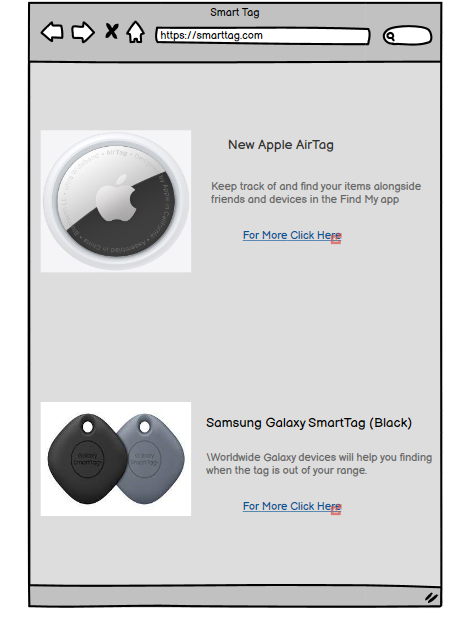 Smart Tag
https://smarttag.com
New Apple AirTag
Keep track of and find your items alongside
friends and devices in the Find My app
For More Click Here
AirTag
Galaxy
SmartTag+
Galaxy
SmartTag+
Samsung Galaxy SmartTag (Black)
\Worldwide Galaxy devices will help you finding
when the tag is out of your range.
For More Click Here